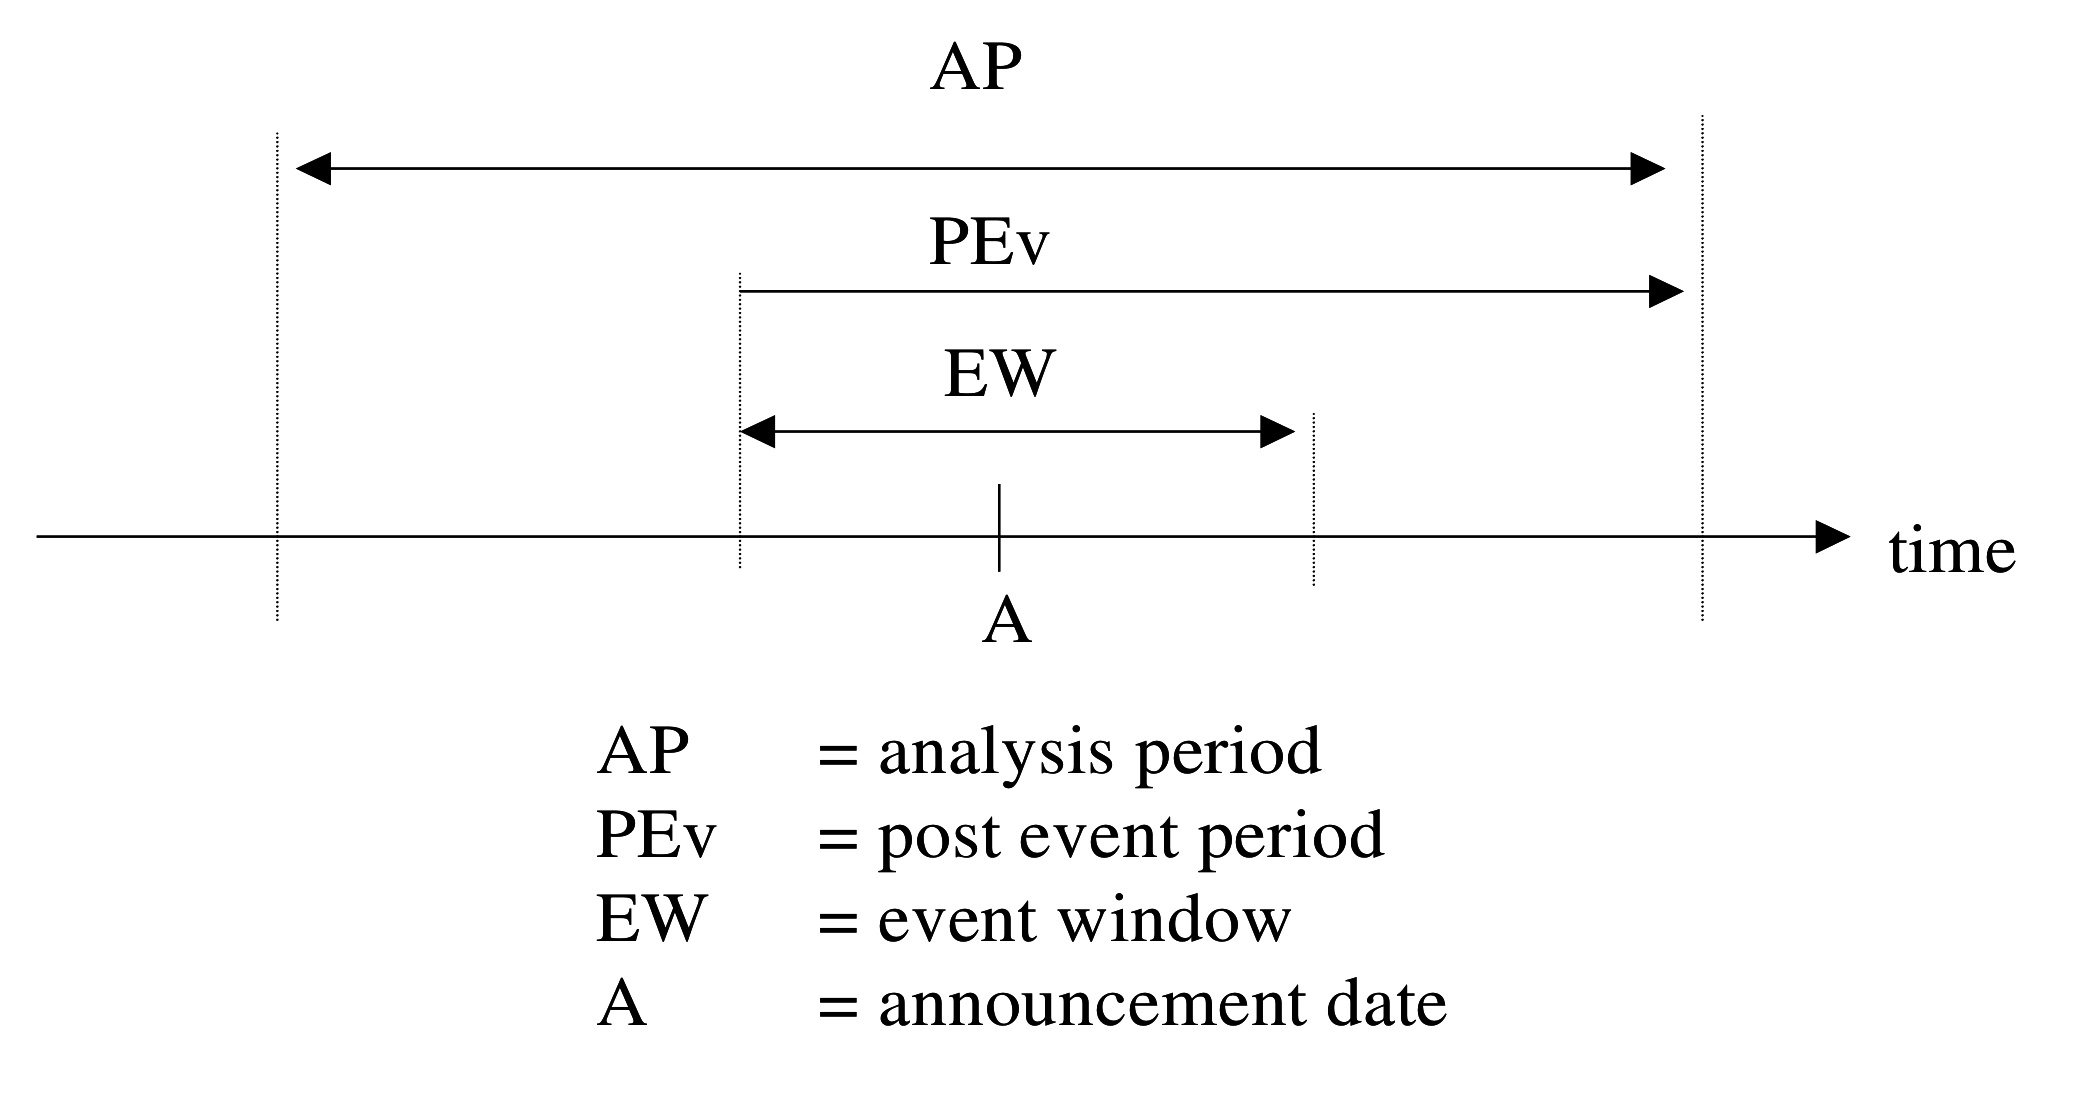 AP
PEv
EW
time
A
AP = analysis period
PEv = post event period
EW = event window
A = announcement date